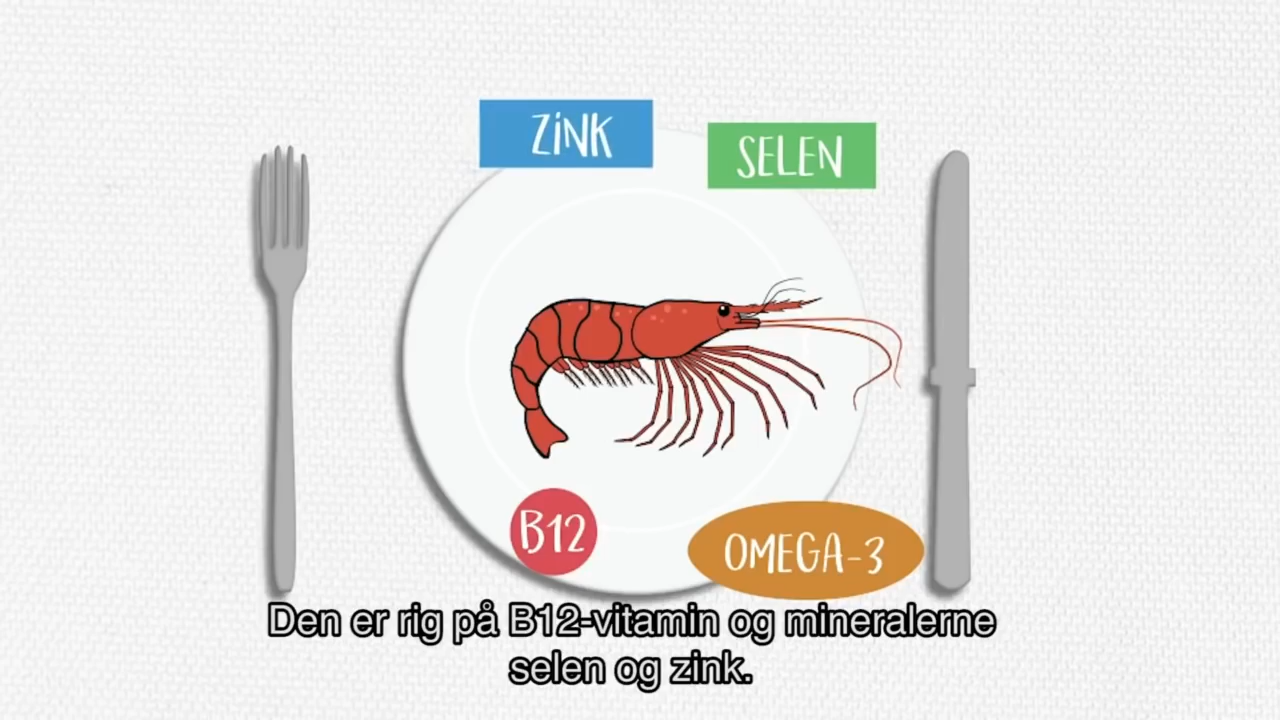 ZiNK
SELEN
B12
OMEGA-3
Den er rig på B12-vitamin og mineralerne
selen og zink.